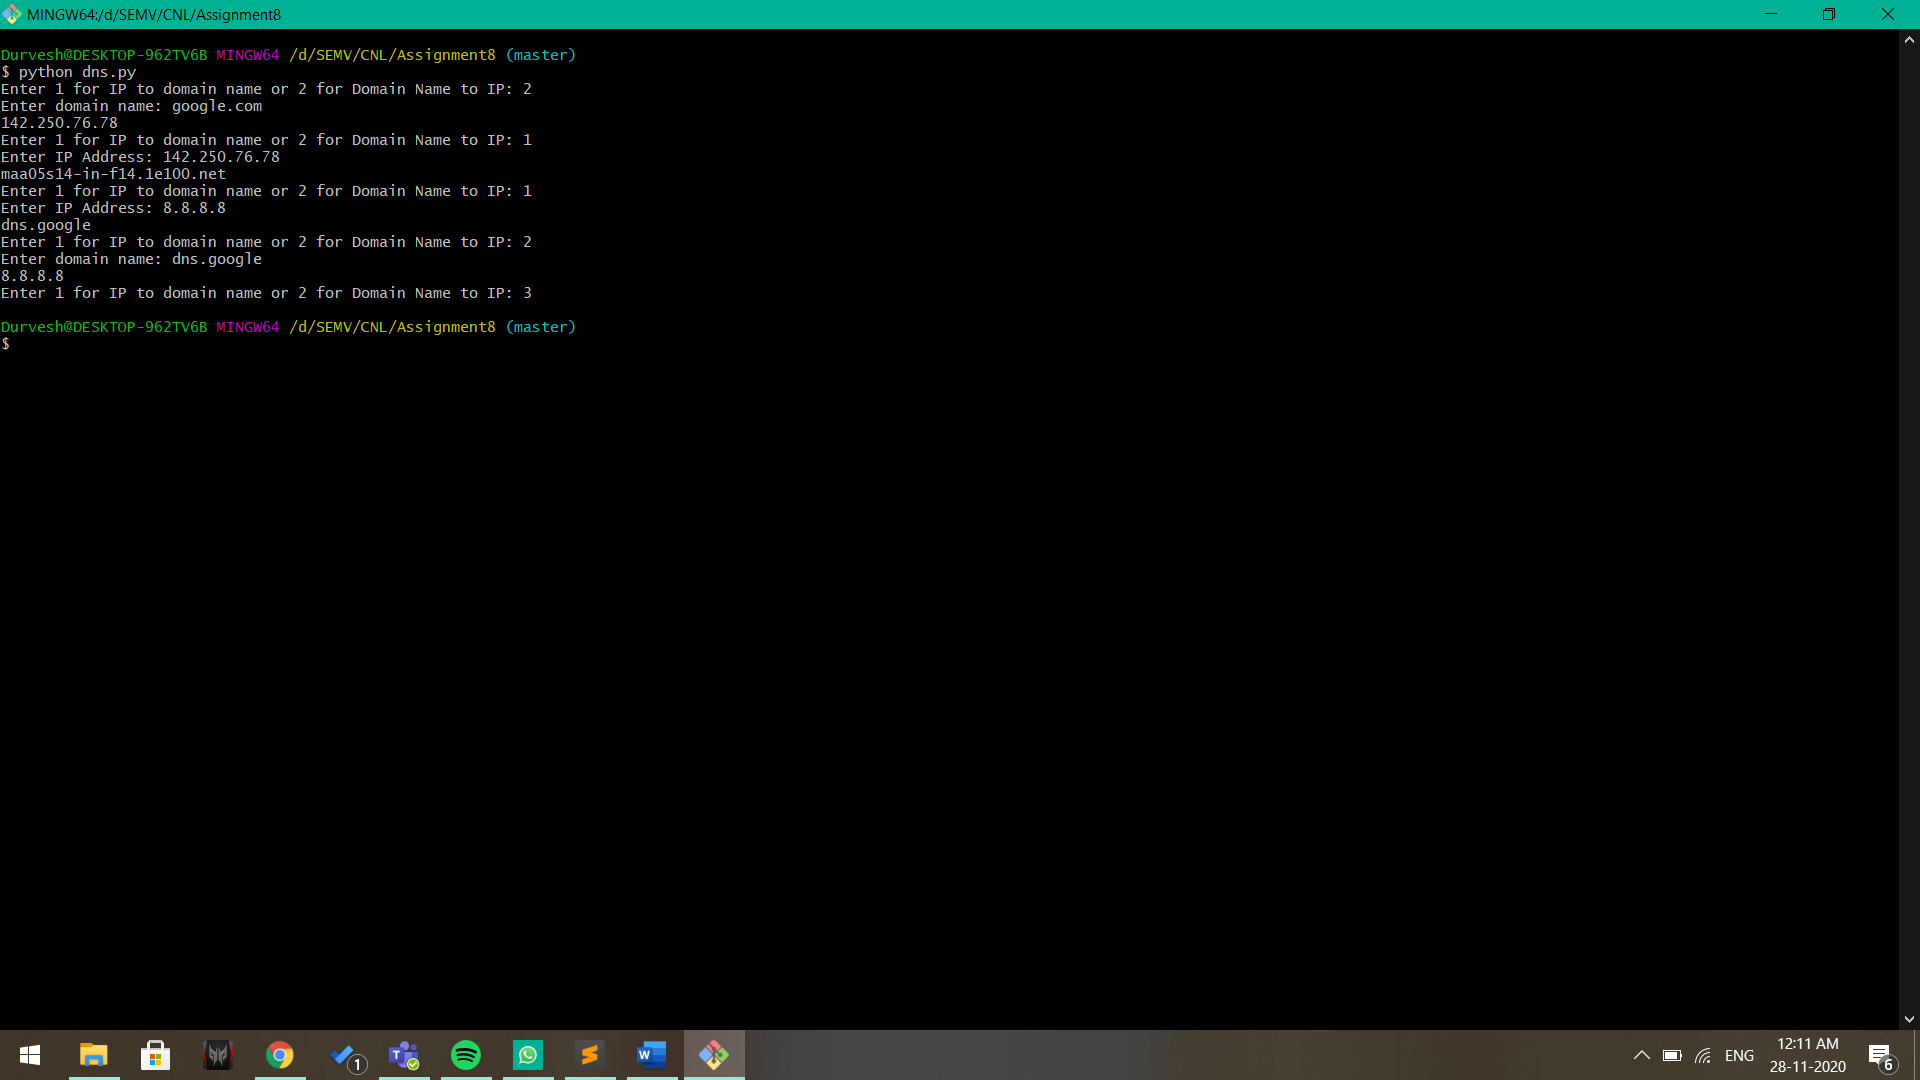 MINGW64:/d/SEMV/CNL/Assignment8
Durvesh@DESKTOP-962TV6B MINGW64 /d/SEMV/CNL/Assignment8 (master)
$ python dns.py
Enter 1 for IP to domain name or 2 for Domain Name to IP: 2
Enter domain name: google.com
142.250.76.78
Enter 1 for IP to domain name or 2 for Domain Name to IP: 1
Enter IP Address: 142.250.76.78
maa05s14-in-f14.1e100.net
Enter 1 for IP to domain name or 2 for Domain Name to IP: 1
Enter IP Address: 8.8.8.8
dns.google
Enter 1 for IP to domain name or 2 for Domain Name to IP: 2
Enter domain name: dns.google
8.8.8.8
Enter 1 for IP to domain name or 2 for Domain Name to IP: 3
Durvesh@DESKTOP-962TV6B MINGW64 /d/SEMV/CNL/Assignment8 (master)
$
1
T
W
ENG
12:11 AM
28-11-2020
6